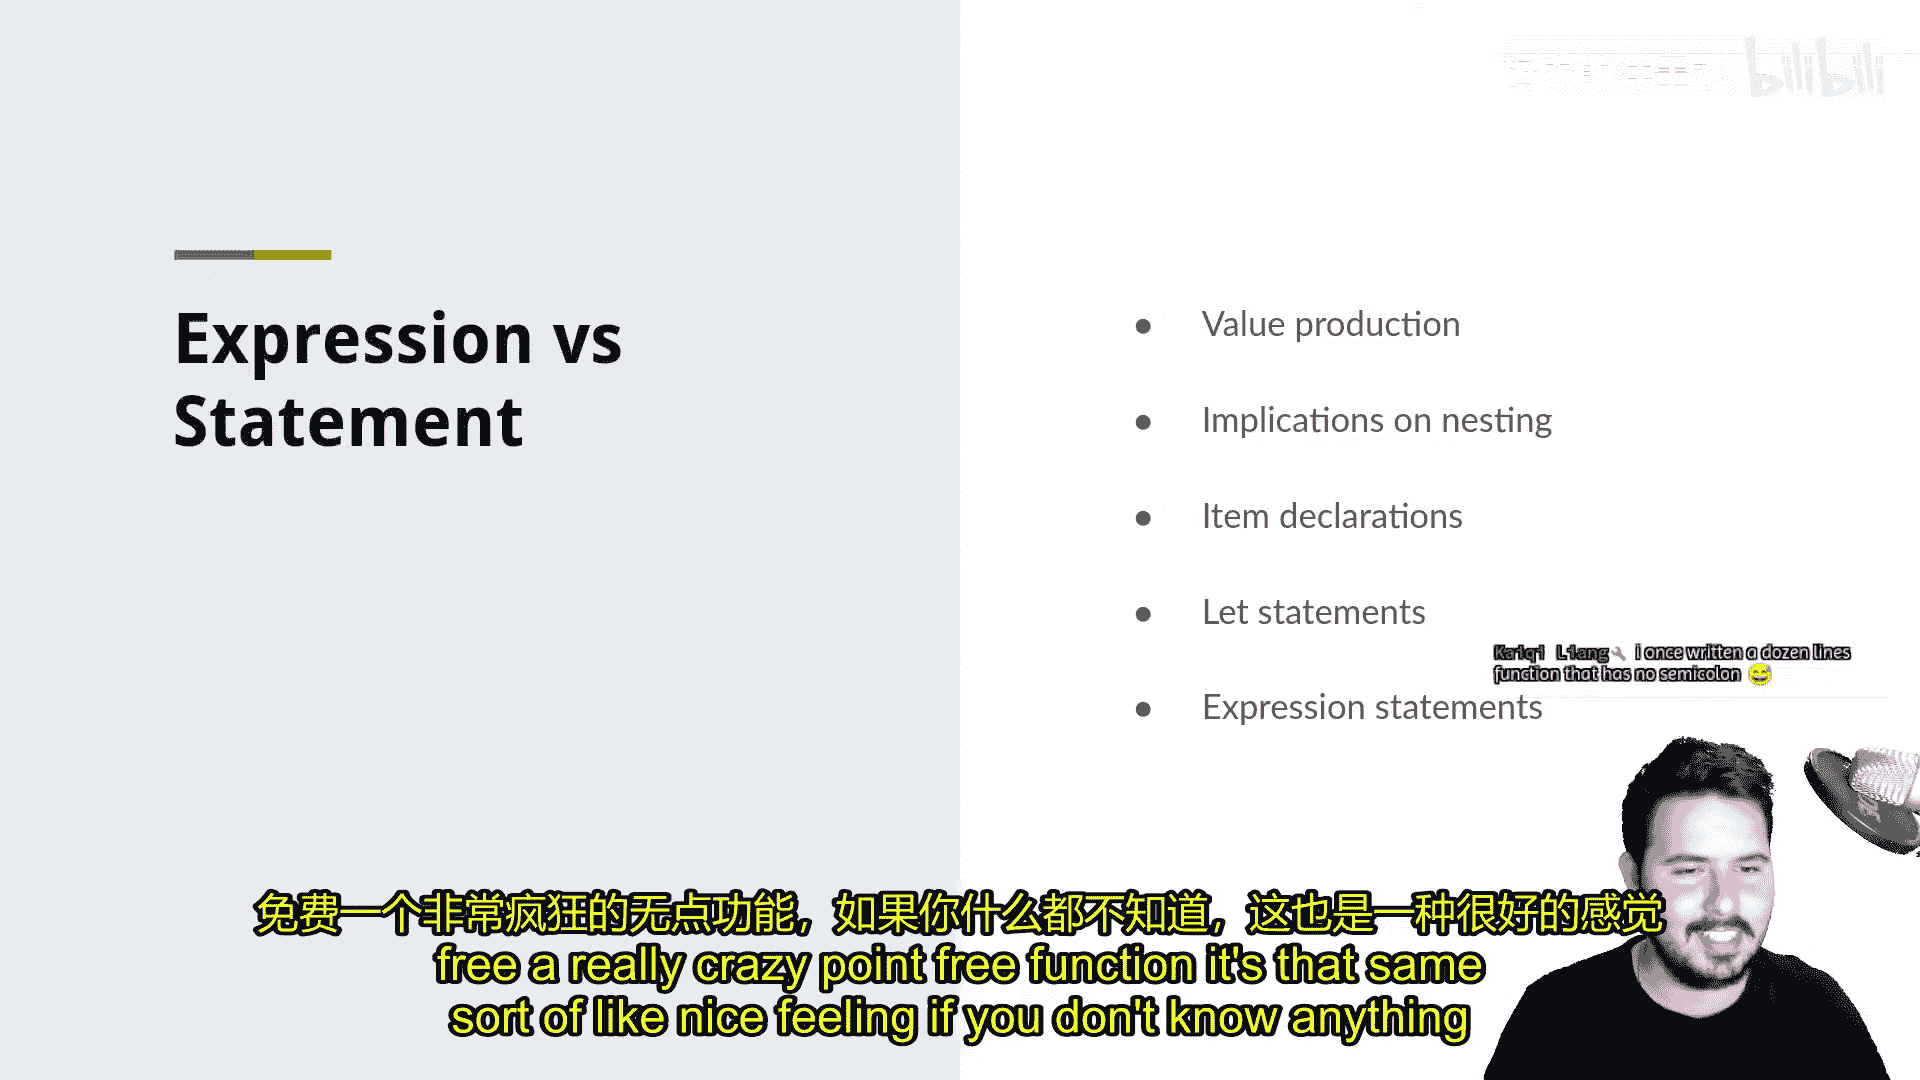 bilibili
Expression vs
Statement
● Value production
● Implications on nesting
● Item declarations
● Let statements
● Expression statements
Kaiqi Liang i once written a dozen lines
function that has no semicolon 😅
免费一个非常疯狂的无点功能，如果你什么都不知道，这也是一种很好的感觉
free a really crazy point free function it's that same
sort of like nice feeling if you don't know anything